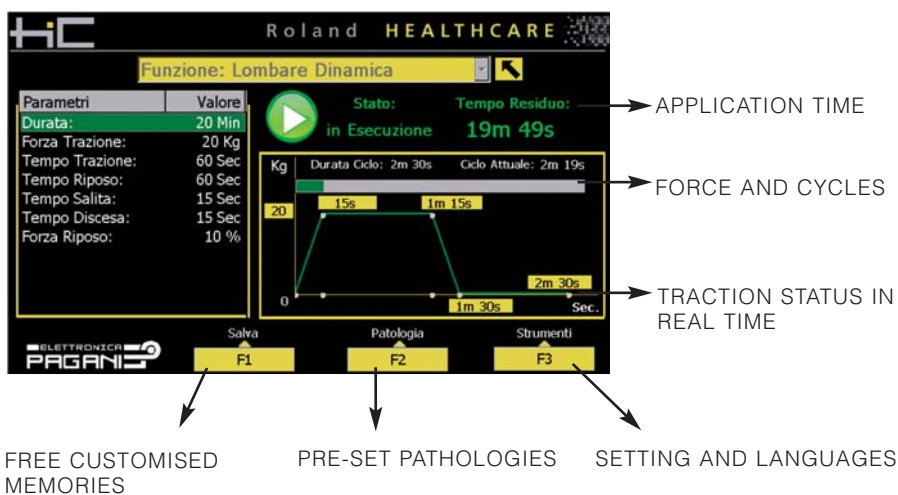 HC
Roland HEALTHCARE
Funzione: Lombare Dinamica
Parametri Valore
Durata: 20 Min
Forza Trazione: 20 Kg
Tempo Trazione: 60 Sec
Tempo Riposo: 60 Sec
Tempo Salita: 15 Sec
Tempo Discesa: 15 Sec
Forza Riposo: 10 %
Stato:
in Esecuzione
Tempo Residuo:
19m 49s
Kg Durata Ciclo: 2m 30s Ciclo Attuale: 2m 19s
15s 1m 15s
20
2m 30s
0
1m 30s Sec.
APPLICATION TIME
FORCE AND CYCLES
TRACTION STATUS IN
REAL TIME
ELETTRONICA
PAGANI
Salva
F1
Patologia
F2
Strumenti
F3
FREE CUSTOMISED
MEMORIES
PRE-SET PATHOLOGIES
SETTING AND LANGUAGES